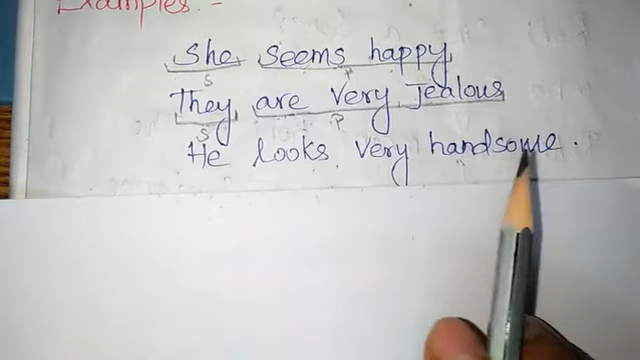 Examples:-
She seems happy
S P
They are very Jealous
S P
He looks very handsome.